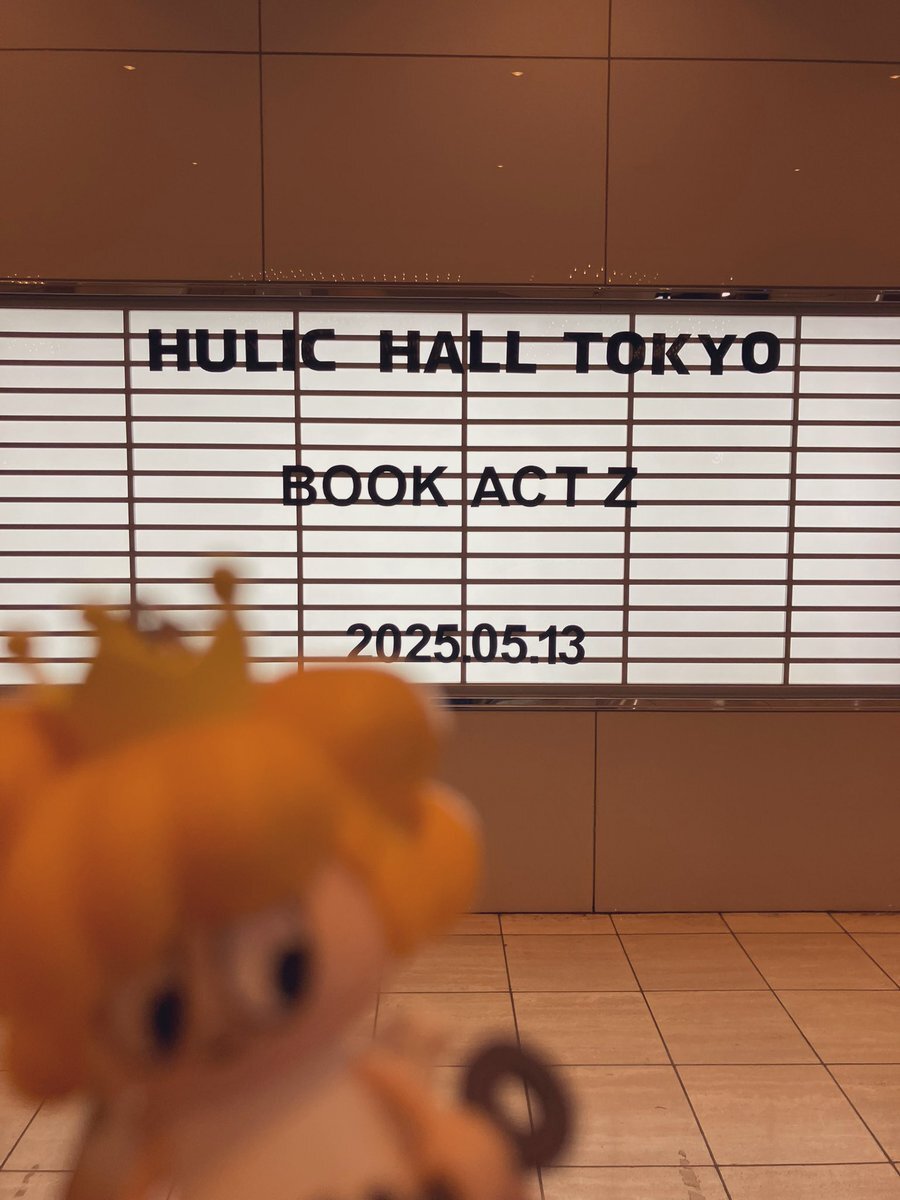 HULIC HALL TOKYO
BOOK ACT Z
2025.05.13